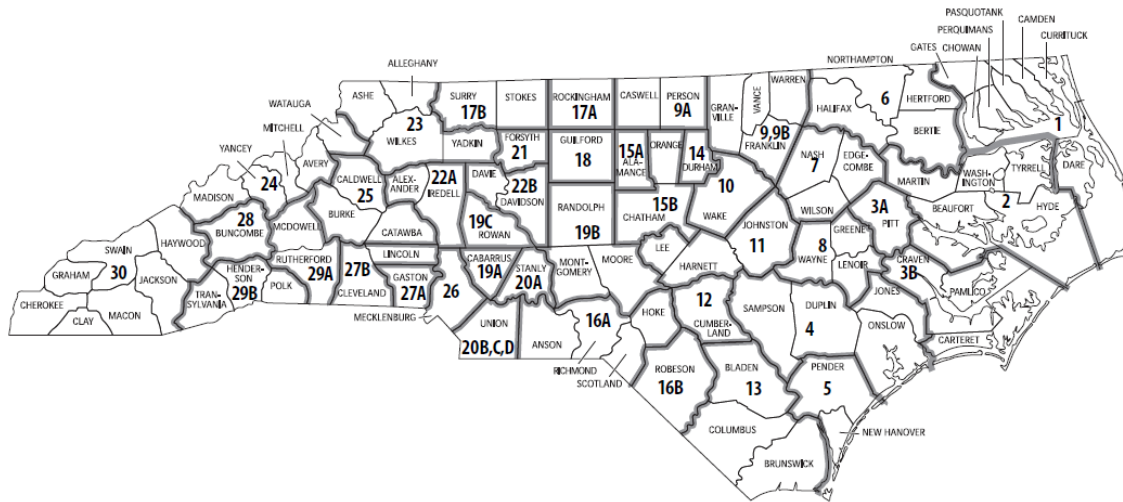 PASQUOTANK
PERQUIMANS
CAMDEN
CHOWAN
CURRITUCK
GATES
NORTHAMPTON
ALLEGHANY
WATAUGA
MITCHELL
YANCEY
ASHE
SURRY
17B
STOKES
ROCKINGHAM
17A
CASWELL
PERSON
9A
GRAN-
VILLE
VANCE
WARREN
9,9B
FRANKLIN
HALIFAX
6
HERTFORD
BERTIE
1
23
WILKES
YADKIN
FORSYTH
21
GUILFORD
18
15A
ALA-
MANCE
ORANGE
14
DURHAM
NASH
7
EDGE-
COMBE
MARTIN
WASH-
INGTON
TYRRELL
DARE
2
HYDE
BEAUFORT
AVERY
24
MADISON
CALDWELL
25
ALEX-
ANDER
22A
IREDELL
DAVIE
22B
DAVIDSON
RANDOLPH
19B
CHATHAM
15B
10
WAKE
WILSON
3A
PITT
GREENE
28
BUNCOMBE
MCDOWELL
BURKE
CATAWBA
19C
ROWAN
JOHNSTON
11
8
WAYNE
LENOIR
CRAVEN
3B
PAMLICO
JONES
SWAIN
30
HAYWOOD
GRAHAM
JACKSON
CHEROKEE
CLAY
MACON
TRAN-
SYLVANIA
HENDER-
SON
29B
POLK
RUTHERFORD
29A
27B
CLEVELAND
LINCOLN
GASTON
27A
26
MECKLENBURG
CABARRUS
19A
STANLY
20A
MONT-
GOMERY
MOORE
LEE
HARNETT
UNION
20B,C,D
ANSON
16A
RICHMOND
SCOTLAND
HOKE
12
CUMBER-
LAND
SAMPSON
DUPLIN
4
ONSLOW
CARTERET
ROBESON
16B
BLADEN
13
PENDER
5
NEW HANOVER
COLUMBUS
BRUNSWICK